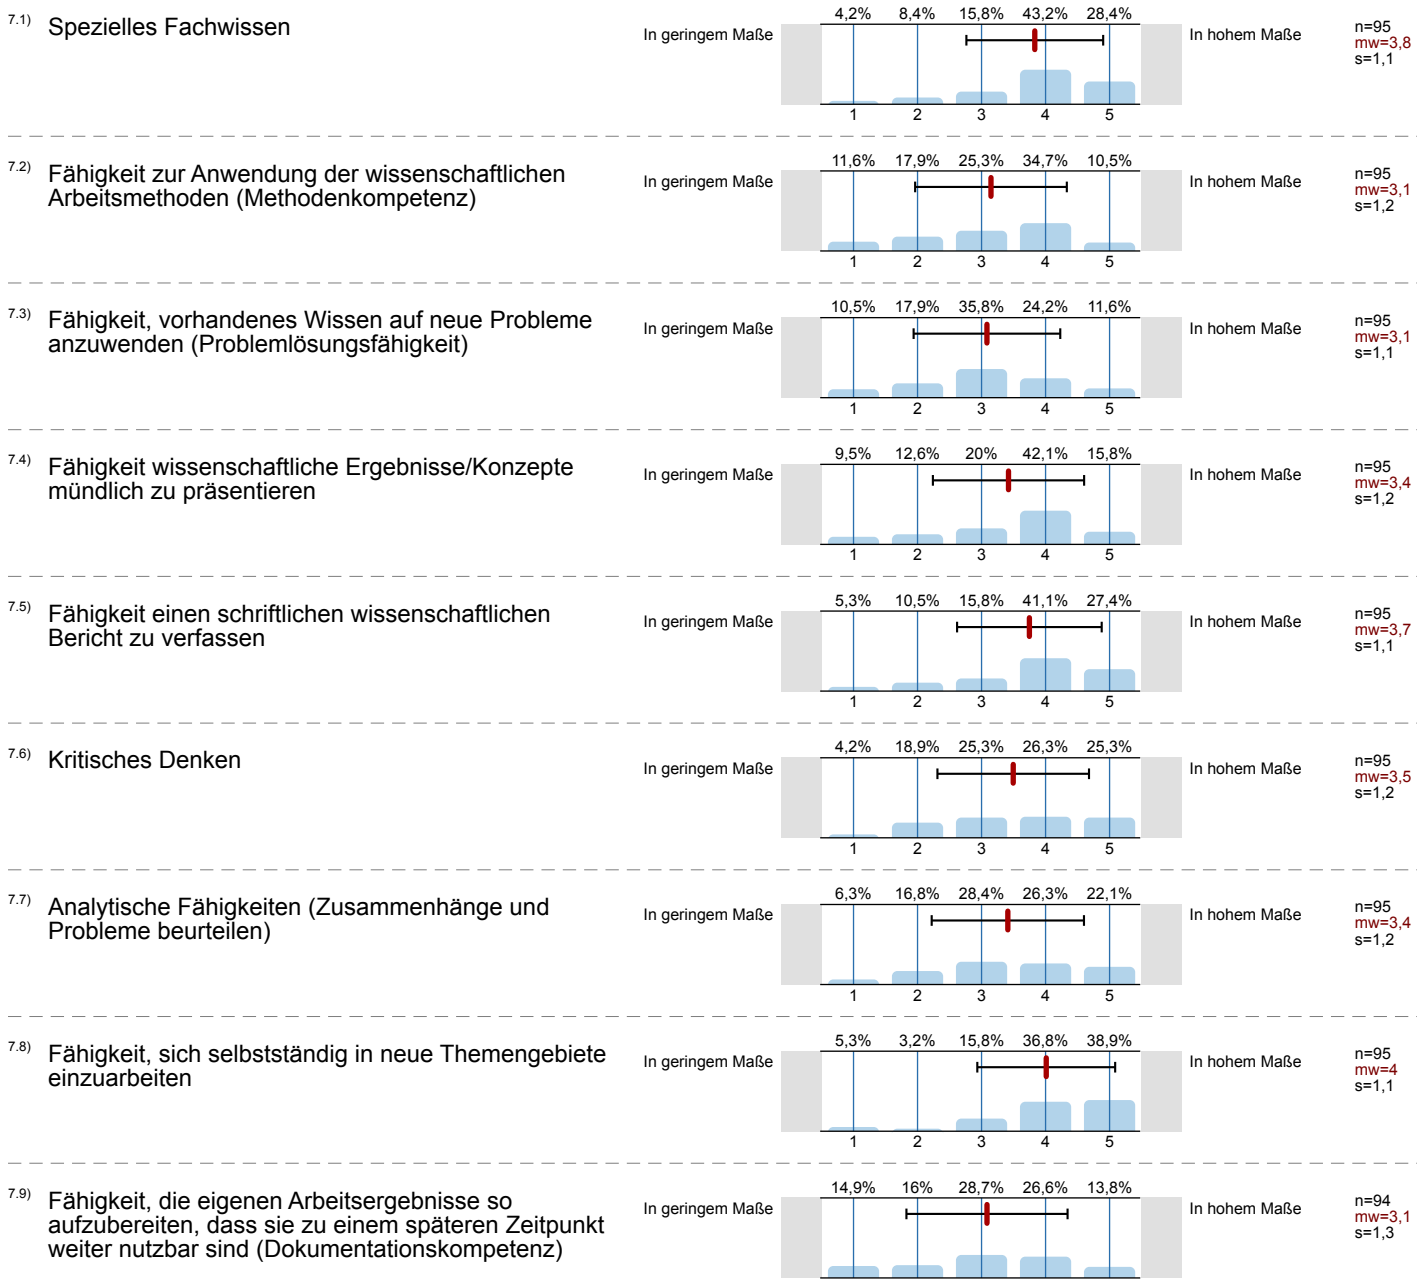 7.1) Spezielles Fachwissen
In geringem Maße
4,2% 8,4% 15,8% 43,2% 28,4%
1 2 3 4 5
In hohem Maße
n=95
mw=3,8
s=1,1
7.2) Fähigkeit zur Anwendung der wissenschaftlichen
Arbeitsmethoden (Methodenkompetenz)
In geringem Maße
11,6% 17,9% 25,3% 34,7% 10,5%
1 2 3 4 5
In hohem Maße
n=95
mw=3,1
s=1,2
7.3) Fähigkeit, vorhandenes Wissen auf neue Probleme
anzuwenden (Problemlösungsfähigkeit)
In geringem Maße
10,5% 17,9% 35,8% 24,2% 11,6%
1 2 3 4 5
In hohem Maße
n=95
mw=3,1
s=1,1
7.4) Fähigkeit wissenschaftliche Ergebnisse/Konzepte
mündlich zu präsentieren
In geringem Maße
9,5% 12,6% 20% 42,1% 15,8%
1 2 3 4 5
In hohem Maße
n=95
mw=3,4
s=1,2
7.5) Fähigkeit einen schriftlichen wissenschaftlichen
Bericht zu verfassen
In geringem Maße
5,3% 10,5% 15,8% 41,1% 27,4%
1 2 3 4 5
In hohem Maße
n=95
mw=3,7
s=1,1
7.6) Kritisches Denken
In geringem Maße
4,2% 18,9% 25,3% 26,3% 25,3%
1 2 3 4 5
In hohem Maße
n=95
mw=3,5
s=1,2
7.7) Analytische Fähigkeiten (Zusammenhänge und
Probleme beurteilen)
In geringem Maße
6,3% 16,8% 28,4% 26,3% 22,1%
1 2 3 4 5
In hohem Maße
n=95
mw=3,4
s=1,2
7.8) Fähigkeit, sich selbstständig in neue Themengebiete
einzuarbeiten
In geringem Maße
5,3% 3,2% 15,8% 36,8% 38,9%
1 2 3 4 5
In hohem Maße
n=95
mw=4
s=1,1
7.9) Fähigkeit, die eigenen Arbeitsergebnisse so
aufzubereiten, dass sie zu einem späteren Zeitpunkt
weiter nutzbar sind (Dokumentationskompetenz)
In geringem Maße
14,9% 16% 28,7% 26,6% 13,8%
In hohem Maße
n=94
mw=3,1
s=1,3